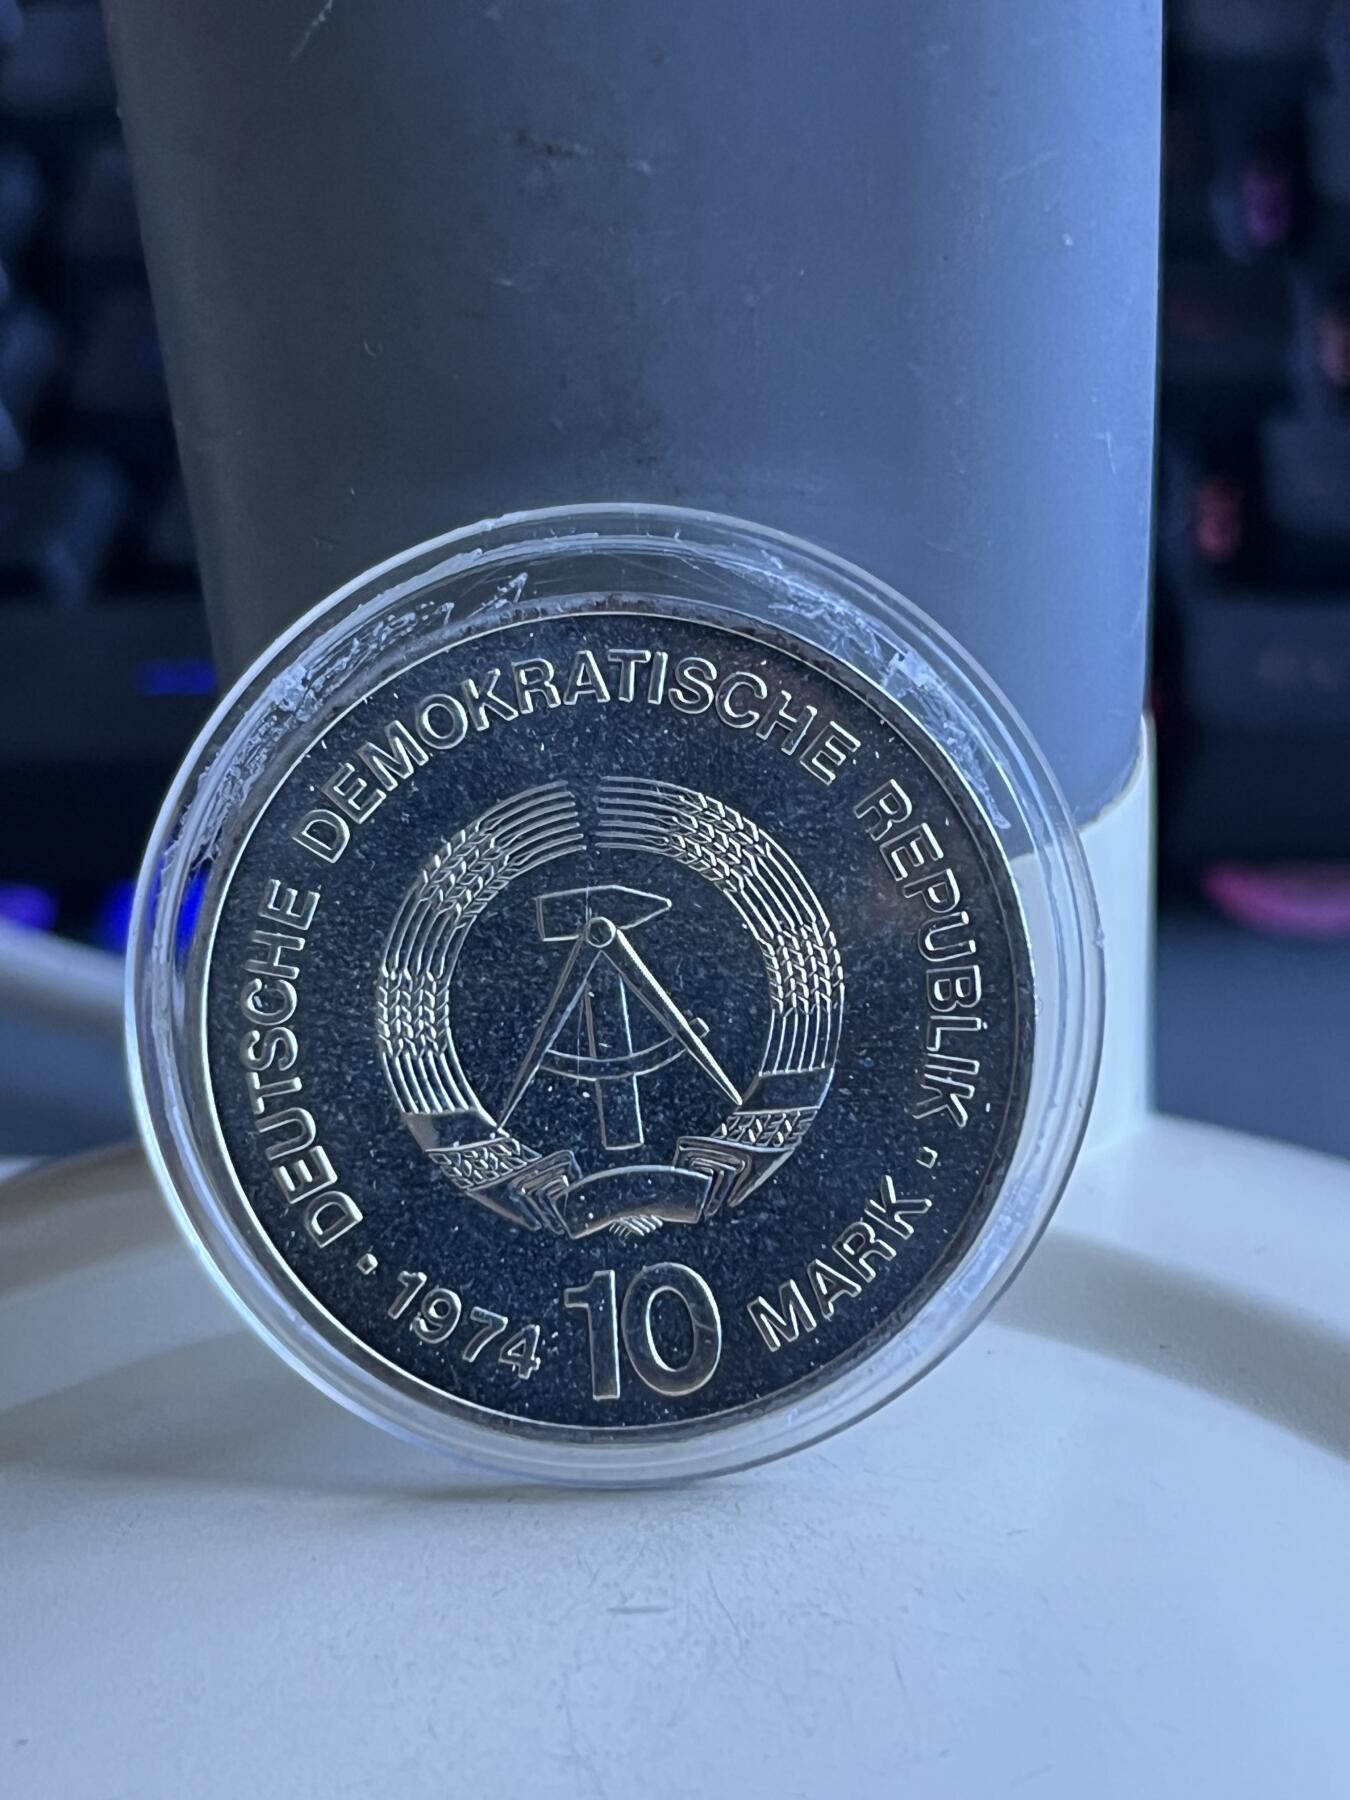 DEUTSCHE DEMOKRATISCHE REPUBLIK
• 1974 10 MARK •